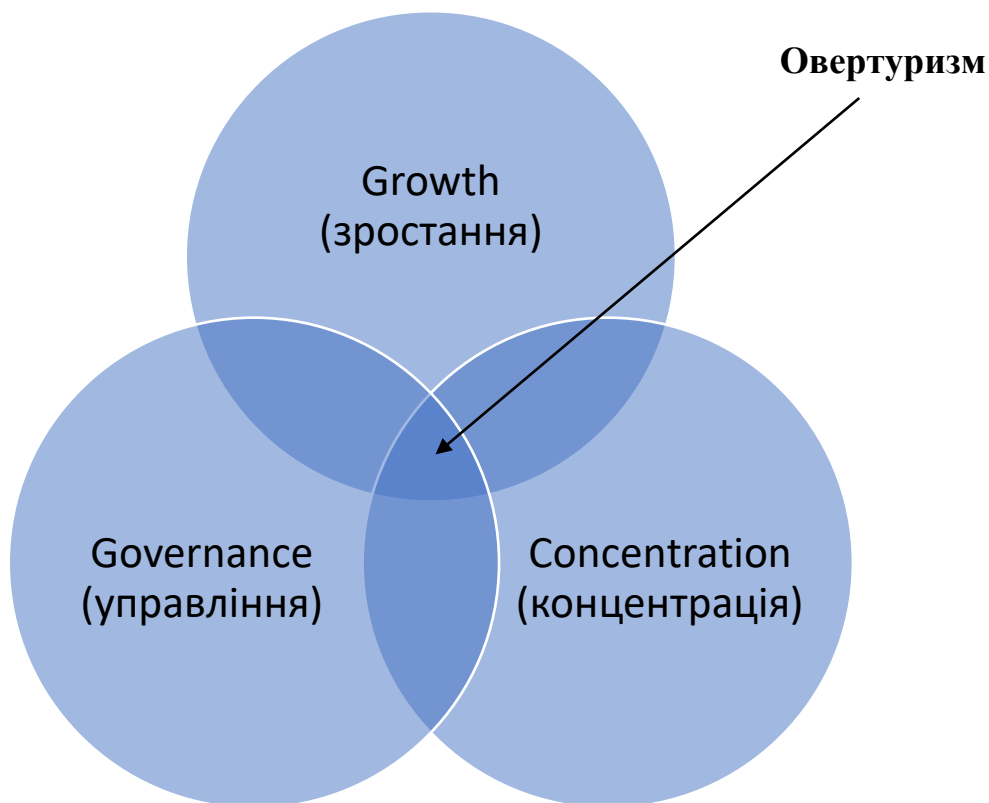 Овертуризм
Growth
(зростання)
Governance
(управління)
Concentration
(концентрація)